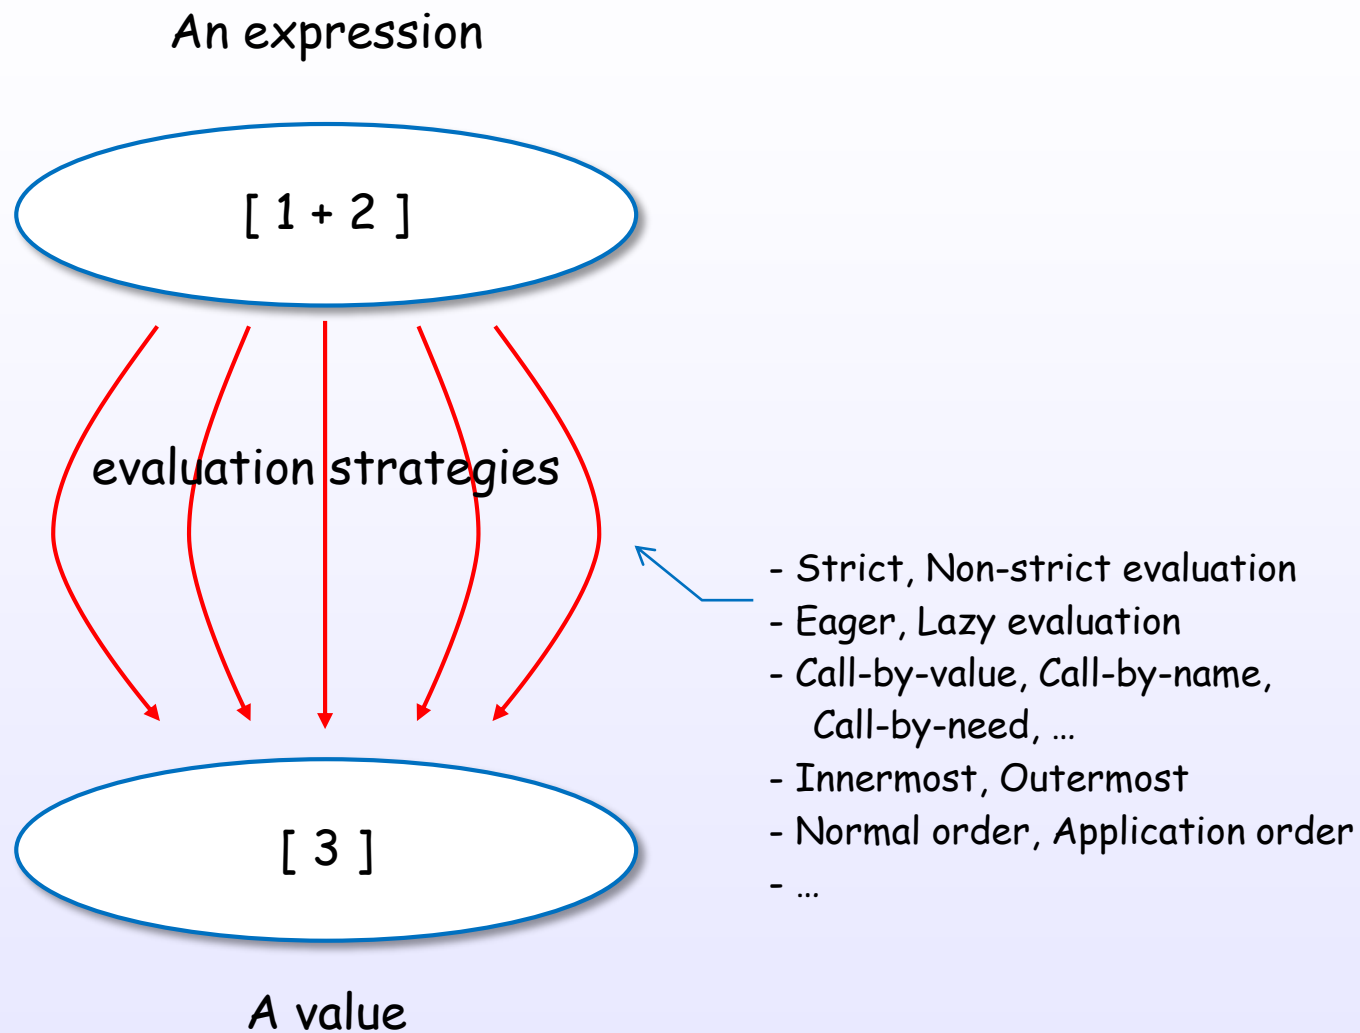 An expression
[ 1 + 2 ]
evaluation strategies
- Strict, Non-strict evaluation
- Eager, Lazy evaluation
- Call-by-value, Call-by-name,
Call-by-need, …
- Innermost, Outermost
- Normal order, Application order
- …
[ 3 ]
A value